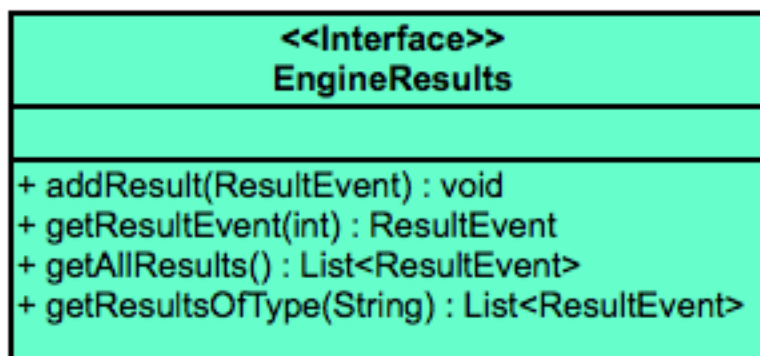 <<Interface>>
EngineResults
+ addResult(ResultEvent) : void
+ getResultEvent(int) : ResultEvent
+ getAllResults() : List<ResultEvent>
+ getResultsOfType(String) : List<ResultEvent>